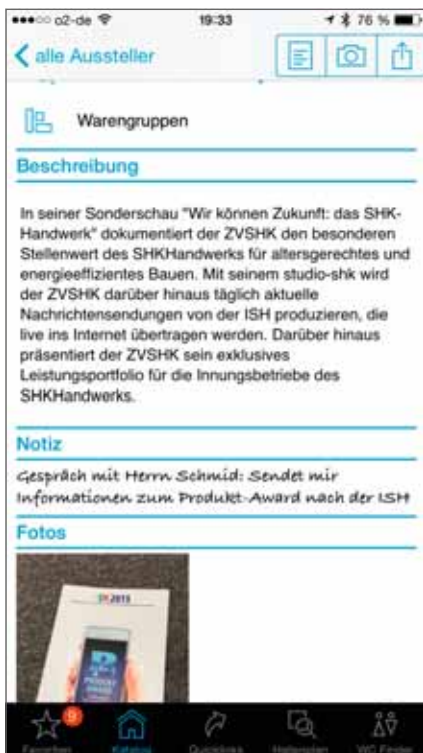 o2-de 19:33 76 %
alle Aussteller
Warengruppen
Beschreibung
In seiner Sonderschau "Wir können Zukunft: das SHK-
Handwerk" dokumentiert der ZVSHK den besonderen
Stellenwert des SHKHandwerks für altersgerechtes und
energieeffizientes Bauen. Mit seinem studio-shk wird
der ZVSHK darüber hinaus täglich aktuelle
Nachrichtensendungen von der ISH produzieren, die
live ins Internet übertragen werden. Darüber hinaus
präsentiert der ZVSHK sein exklusives
Leistungsportfolio für die Innungsbetriebe des
SHKHandwerks.
Notiz
Gespräch mit Herrn Schmid: Sendet mir
Informationen zum Produkt-Award nach der ISH
Fotos
2015
PRODUKT
9
Favoriten Katalog Quicklinks